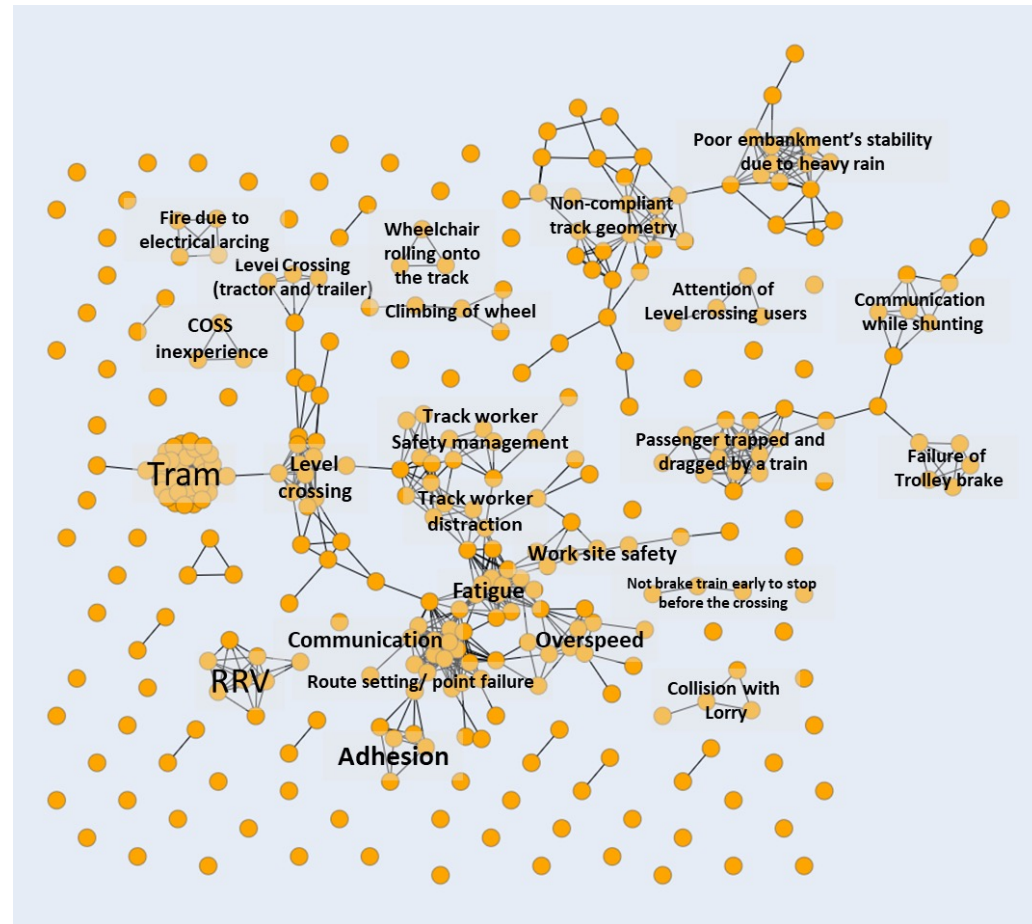 Poor embankment's stability
due to heavy rain
Non-compliant
track geometry
Fire due to
electrical arcing
Wheelchair
rolling onto
the track
Level Crossing
(tractor and trailer)
Climbing of wheel
Attention of
Level crossing users
Communication
while shunting
COSS
inexperience
Track worker
Safety management
Passenger trapped and
dragged by a train
Failure of
Trolley brake
Tram
Level
crossing
Track worker
distraction
Work site safety
Fatigue
Not brake train early to stop
before the crossing
Communication
Overspeed
RRV
Route setting/ point failure
Collision with
Lorry
Adhesion